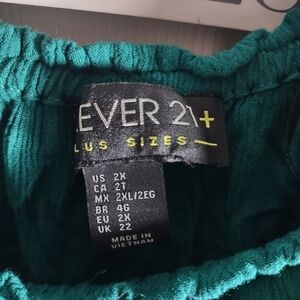 EVER 21+
LUS SIZES
US 2X
CA 2T
MX 2XL/2EG
BR 4G
EU 2X
UK 22
MADE IN
VIETNAM